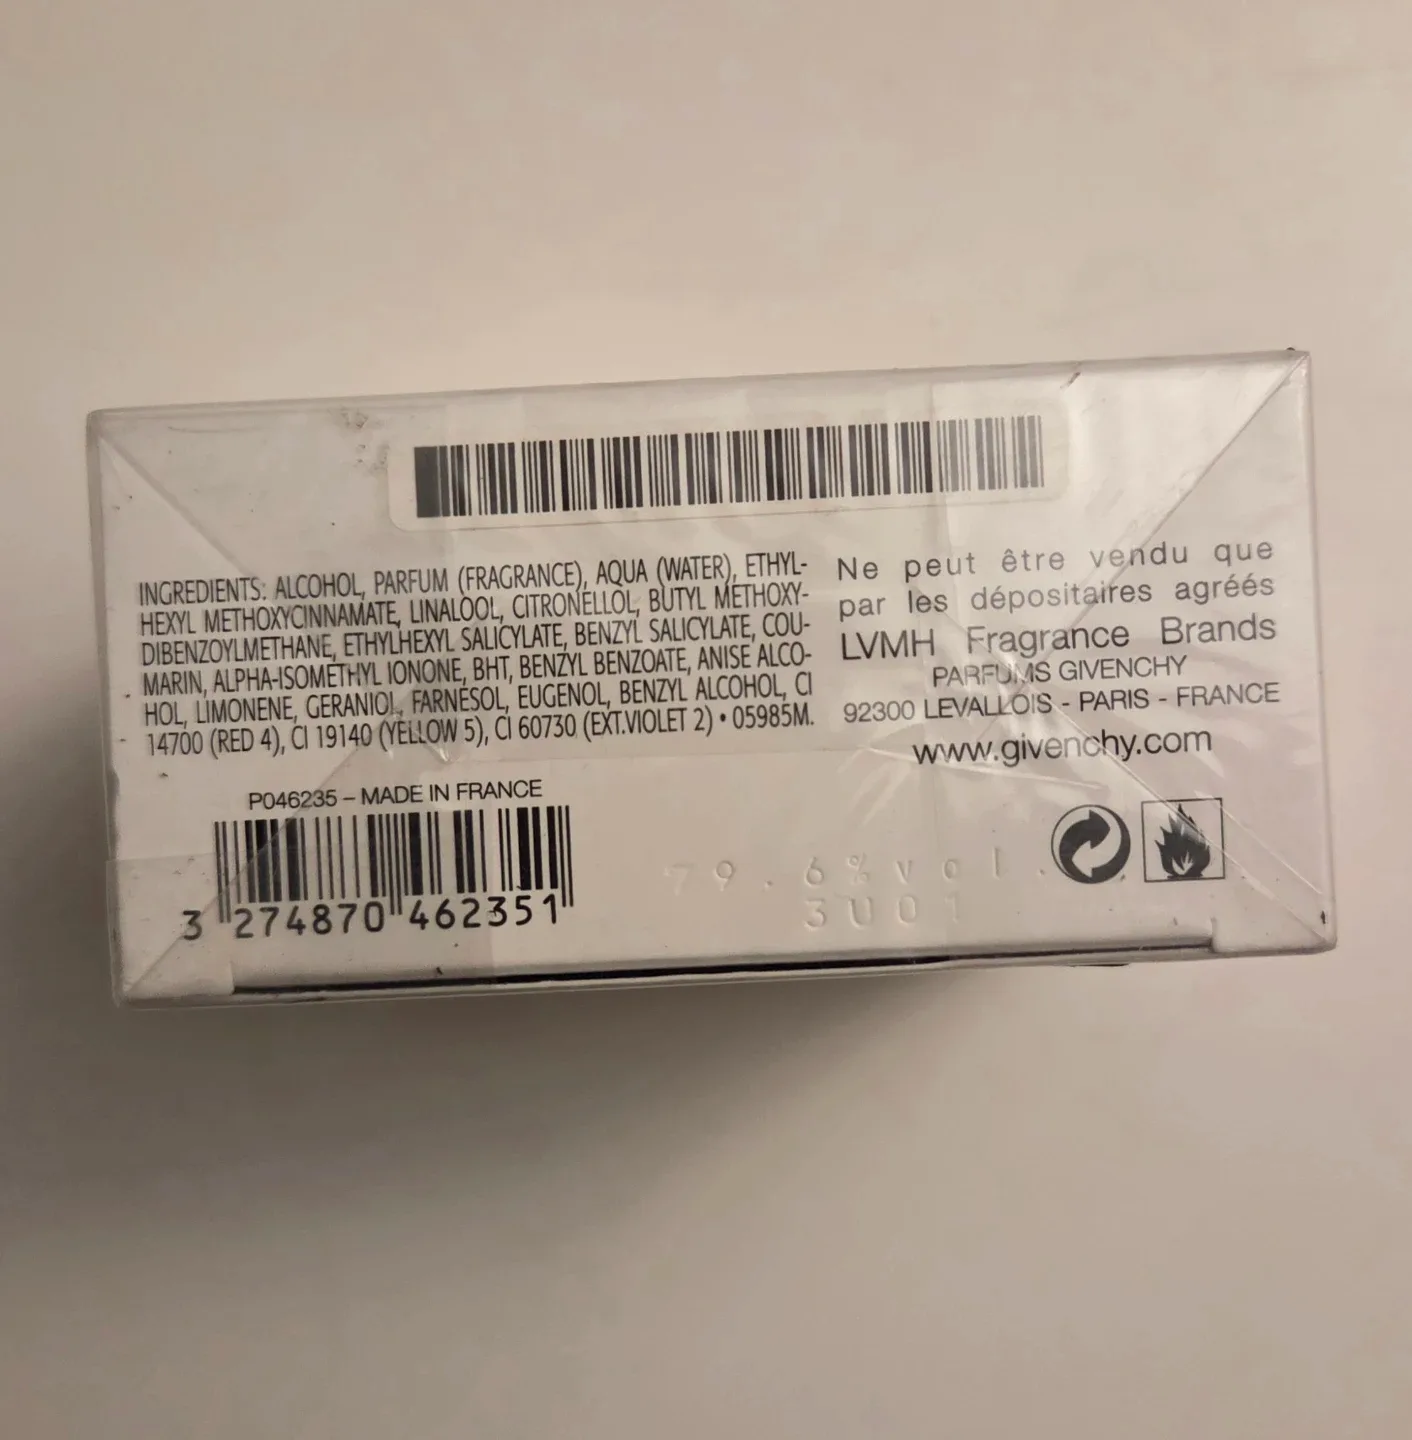 INGREDIENTS: ALCOHOL, PARFUM (FRAGRANCE), AQUA (WATER), ETHYL-
HEXYL METHOXYCINNAMATE, LINALOOL, CITRONELLOL, BUTYL METHOXY-
DIBENZOYLMETHANE, ETHYLHEXYL SALICYLATE, BENZYL SALICYLATE, COU-
MARIN, ALPHA-ISOMETHYL IONONE, BHT, BENZYL BENZOATE, ANISE ALCO-
HOL, LIMONENE, GERANIOL, FARNESOL, EUGENOL, BENZYL ALCOHOL, CI
14700 (RED 4), CI 19140 (YELLOW 5), CI 60730 (EXT.VIOLET 2) • 05985M.
Ne peut être vendu que
par les dépositaires agréés
LVMH Fragrance Brands
PARFUMS GIVENCHY
92300 LEVALLOIS - PARIS - FRANCE
www.givenchy.com
P046235 – MADE IN FRANCE
3 274870 462351
79.6%vol.
3U01